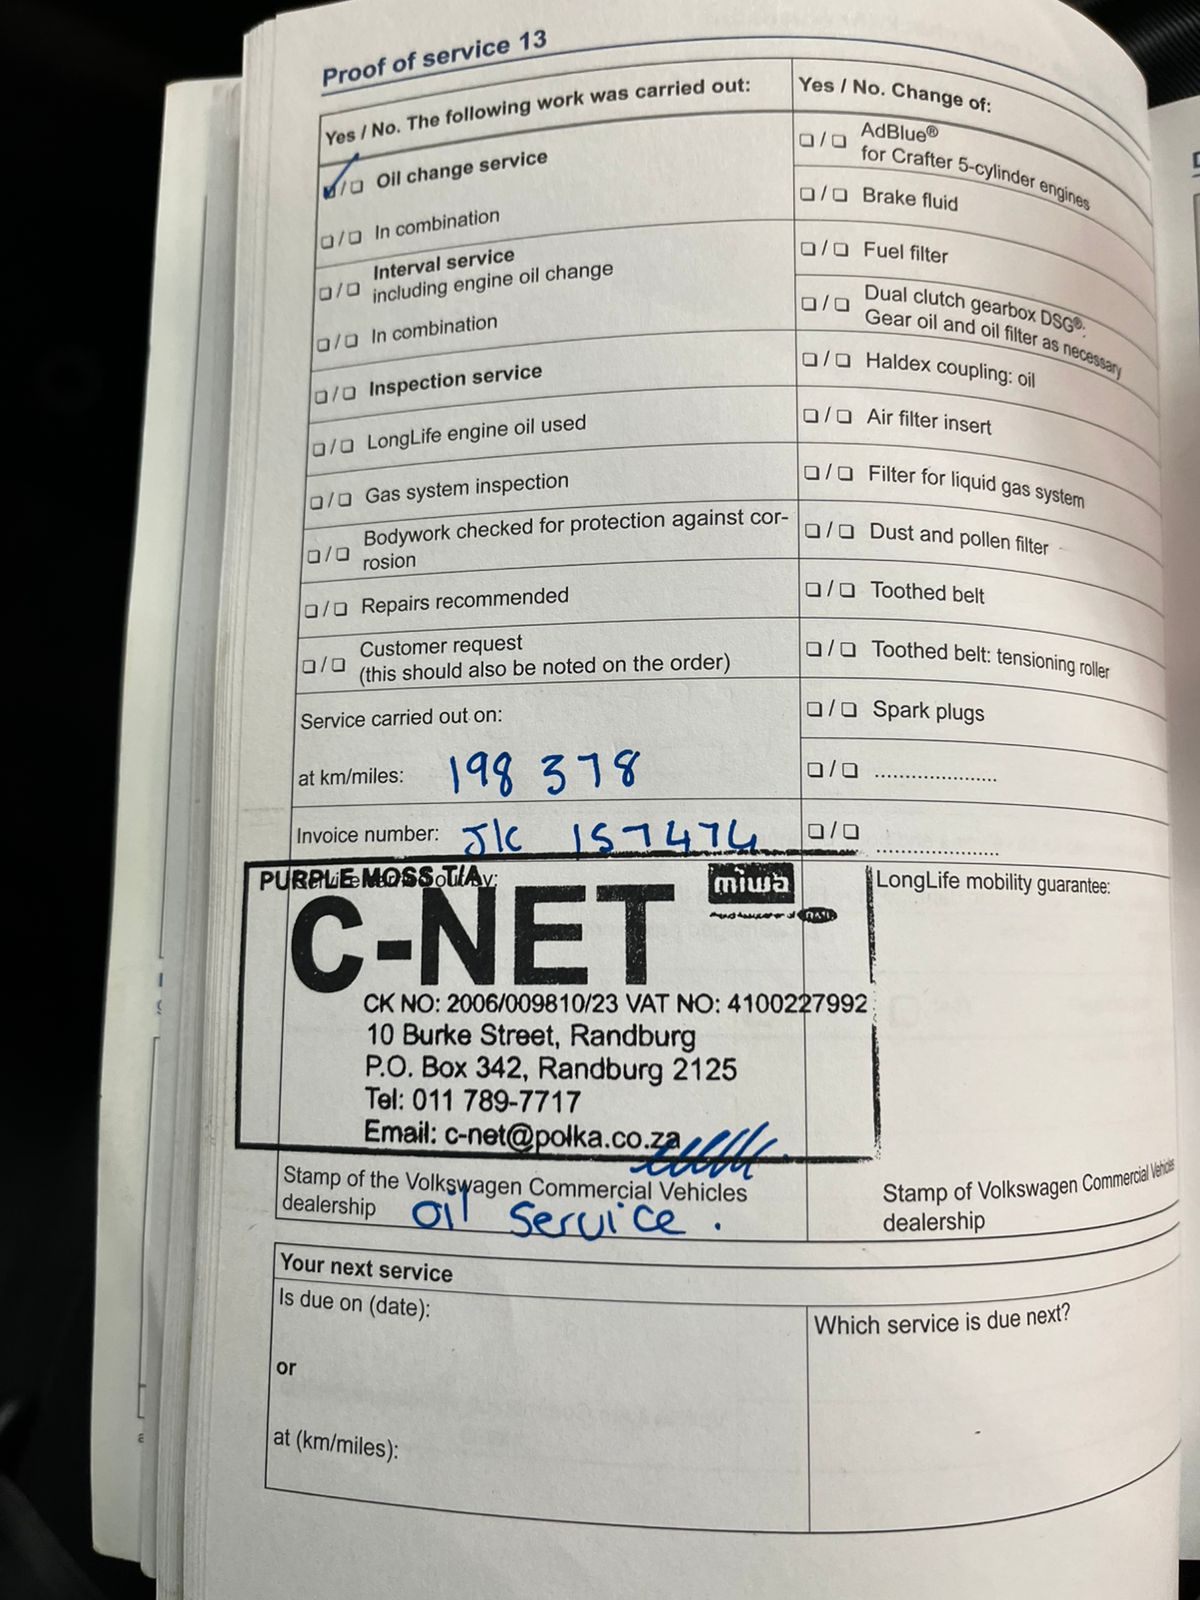 Proof of service 13
Yes / No. The following work was carried out:
❑ / ❑ Oil change service
❑ / ❑ In combination
❑ / ❑ Interval service
including engine oil change
❑ / ❑ In combination
❑ / ❑ Inspection service
❑ / ❑ LongLife engine oil used
❑ / ❑ Gas system inspection
❑ / ❑ Bodywork checked for protection against cor-
rosion
❑ / ❑ Repairs recommended
❑ / ❑ Customer request
(this should also be noted on the order)
Service carried out on:
at km/miles: 198 378
Invoice number: JK 157474
Yes / No. Change of:
❑ / ❑ AdBlue®
for Crafter 5-cylinder engines
❑ / ❑ Brake fluid
❑ / ❑ Fuel filter
❑ / ❑ Dual clutch gearbox DSG®.
Gear oil and oil filter as necessary
❑ / ❑ Haldex coupling: oil
❑ / ❑ Air filter insert
❑ / ❑ Filter for liquid gas system
❑ / ❑ Dust and pollen filter
❑ / ❑ Toothed belt
❑ / ❑ Toothed belt: tensioning roller
❑ / ❑ Spark plugs
❑ / ❑ .....................
❑ / ❑ .....................
PURPLE MOSS T/A
C-NET
miwa
CK NO: 2006/009810/23 VAT NO: 4100227992
10 Burke Street, Randburg
P.O. Box 342, Randburg 2125
Tel: 011 789-7717
Email: c-net@polka.co.za
Stamp of the Volkswagen Commercial Vehicles
dealership
oil service.
LongLife mobility guarantee:
Stamp of Volkswagen Commercial Vehicles
dealership
Your next service
Is due on (date):
or
at (km/miles):
Which service is due next?